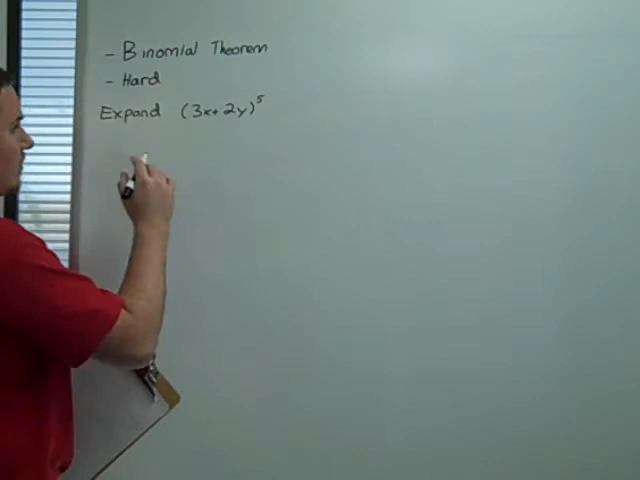 - Binomial Theorem
- Hard
Expand (3x+2y)⁵